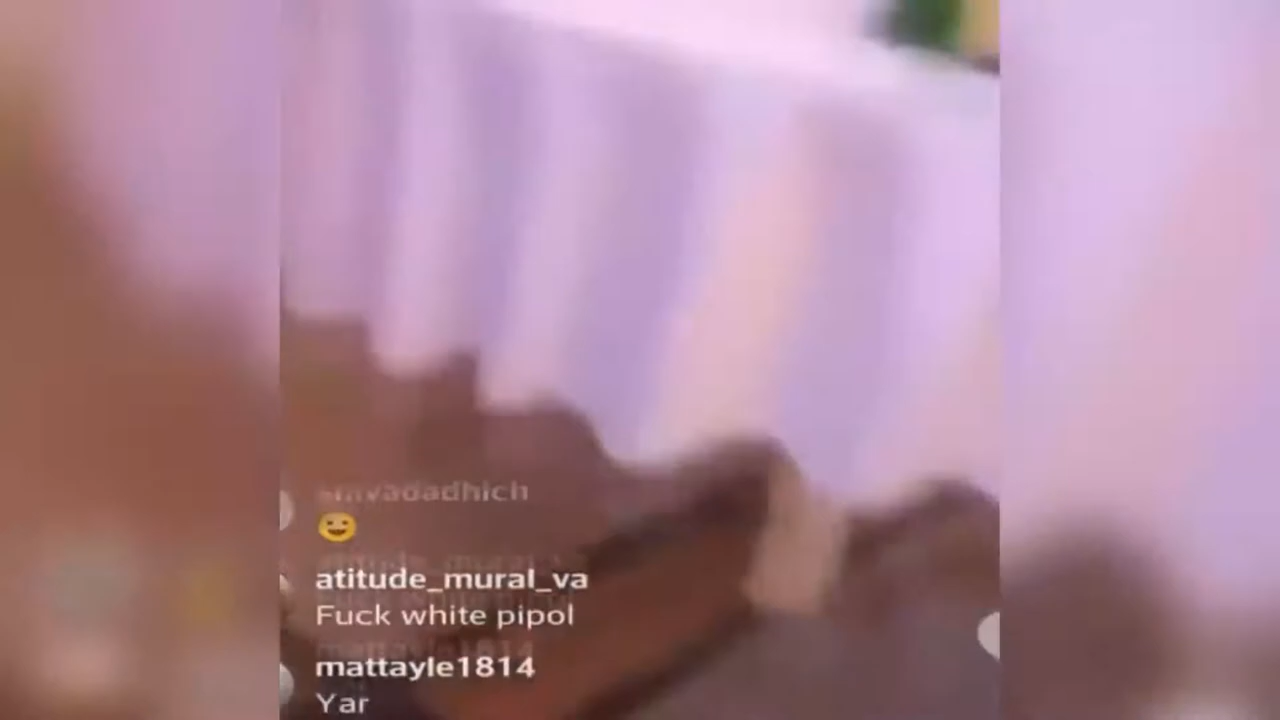 😀
atitude_mural_va
Fuck white pipol
mattayle1814
Yar